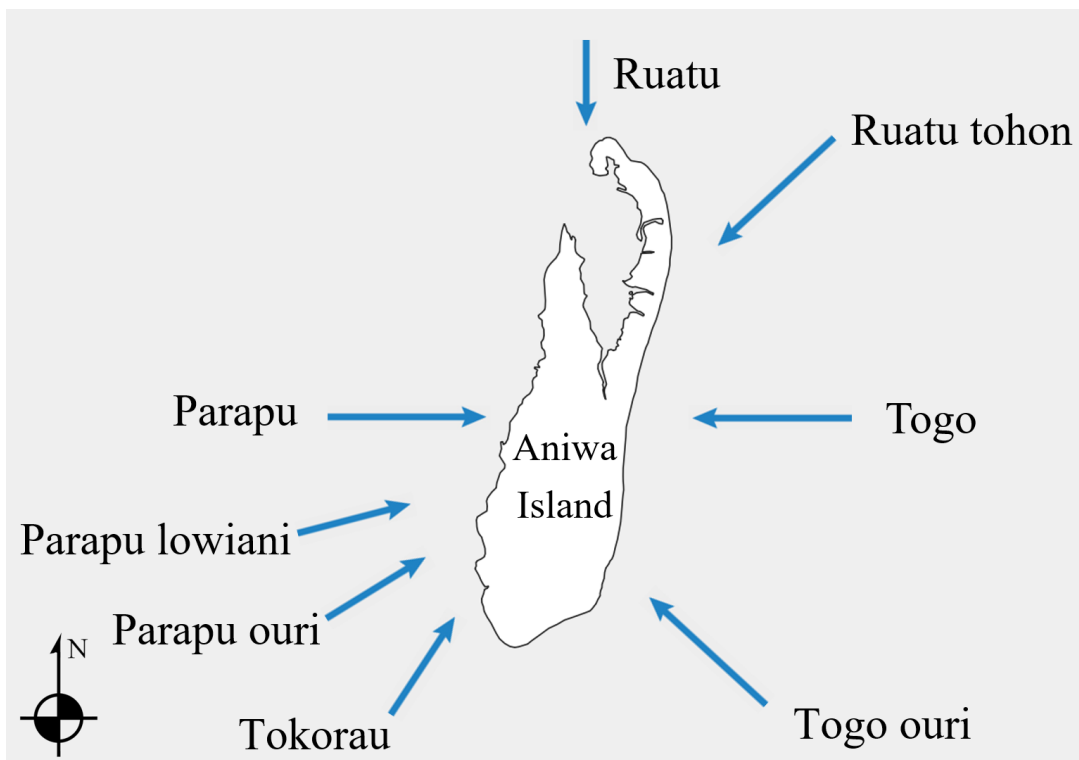 Ruatu
Ruatu tohon
Parapu
Togo
Aniwa
Island
Parapu lowiani
Parapu ouri
N
Tokorau
Togo ouri